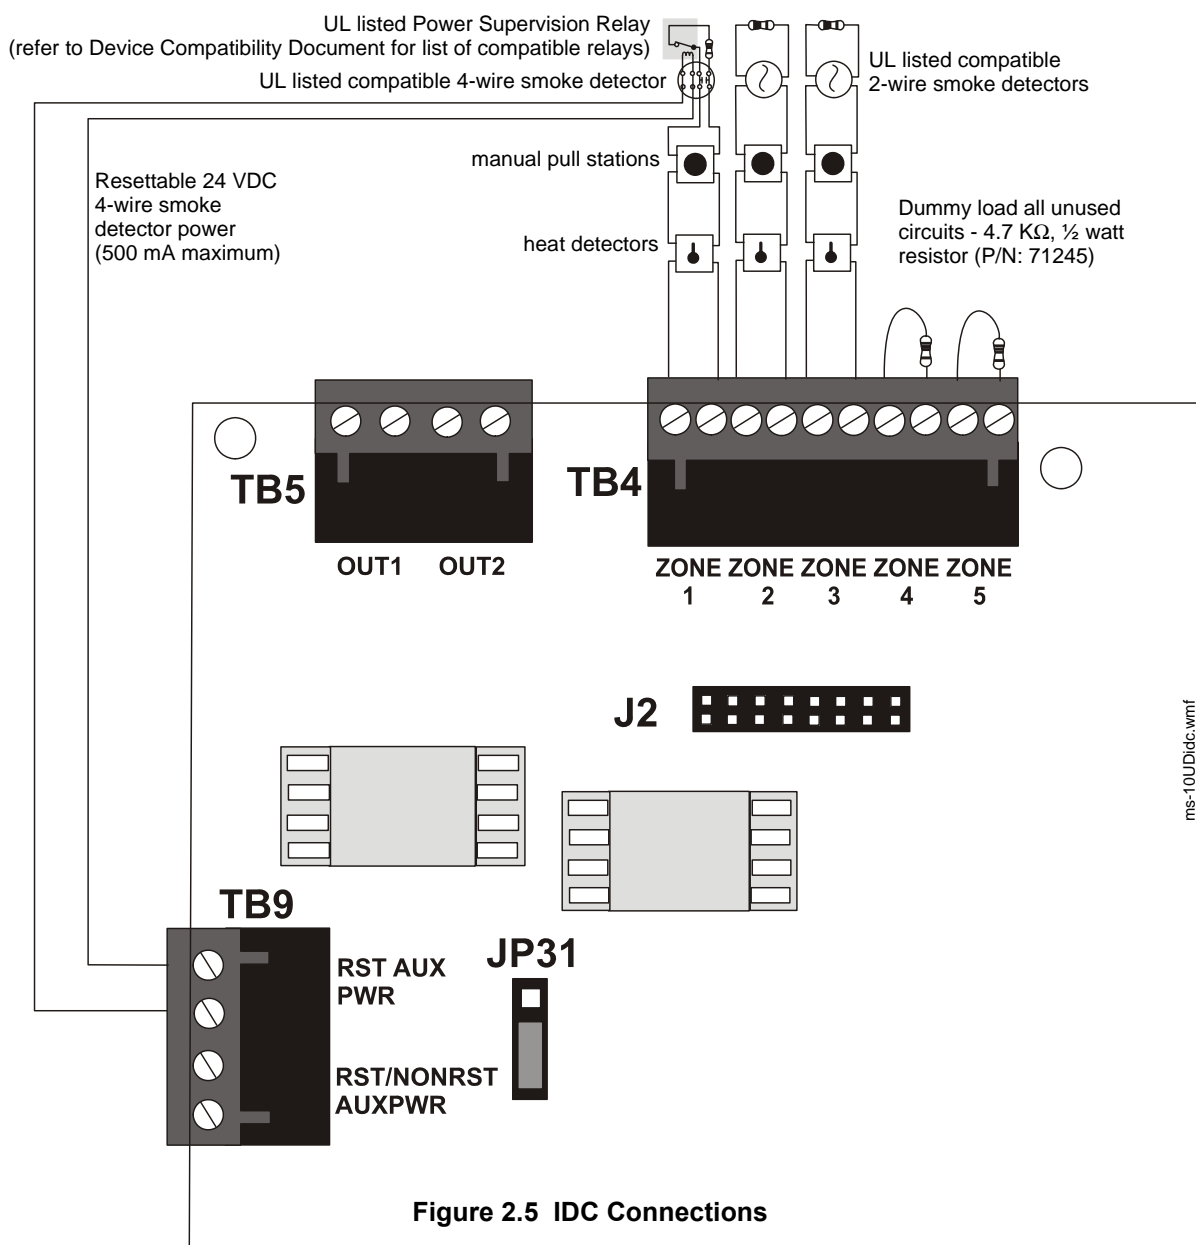 UL listed Power Supervision Relay
(refer to Device Compatibility Document for list of compatible relays)
UL listed compatible 4-wire smoke detector
UL listed compatible
2-wire smoke detectors
manual pull stations
Resettable 24 VDC
4-wire smoke
detector power
(500 mA maximum)
heat detectors
Dummy load all unused
circuits - 4.7 KΩ, ½ watt
resistor (P/N: 71245)
TB5
TB4
OUT1 OUT2
ZONE ZONE ZONE ZONE ZONE
1 2 3 4 5
J2
ms-10UDidc.wmf
TB9
RST AUX
PWR
JP31
RST/NONRST
AUXPWR
Figure 2.5 IDC Connections